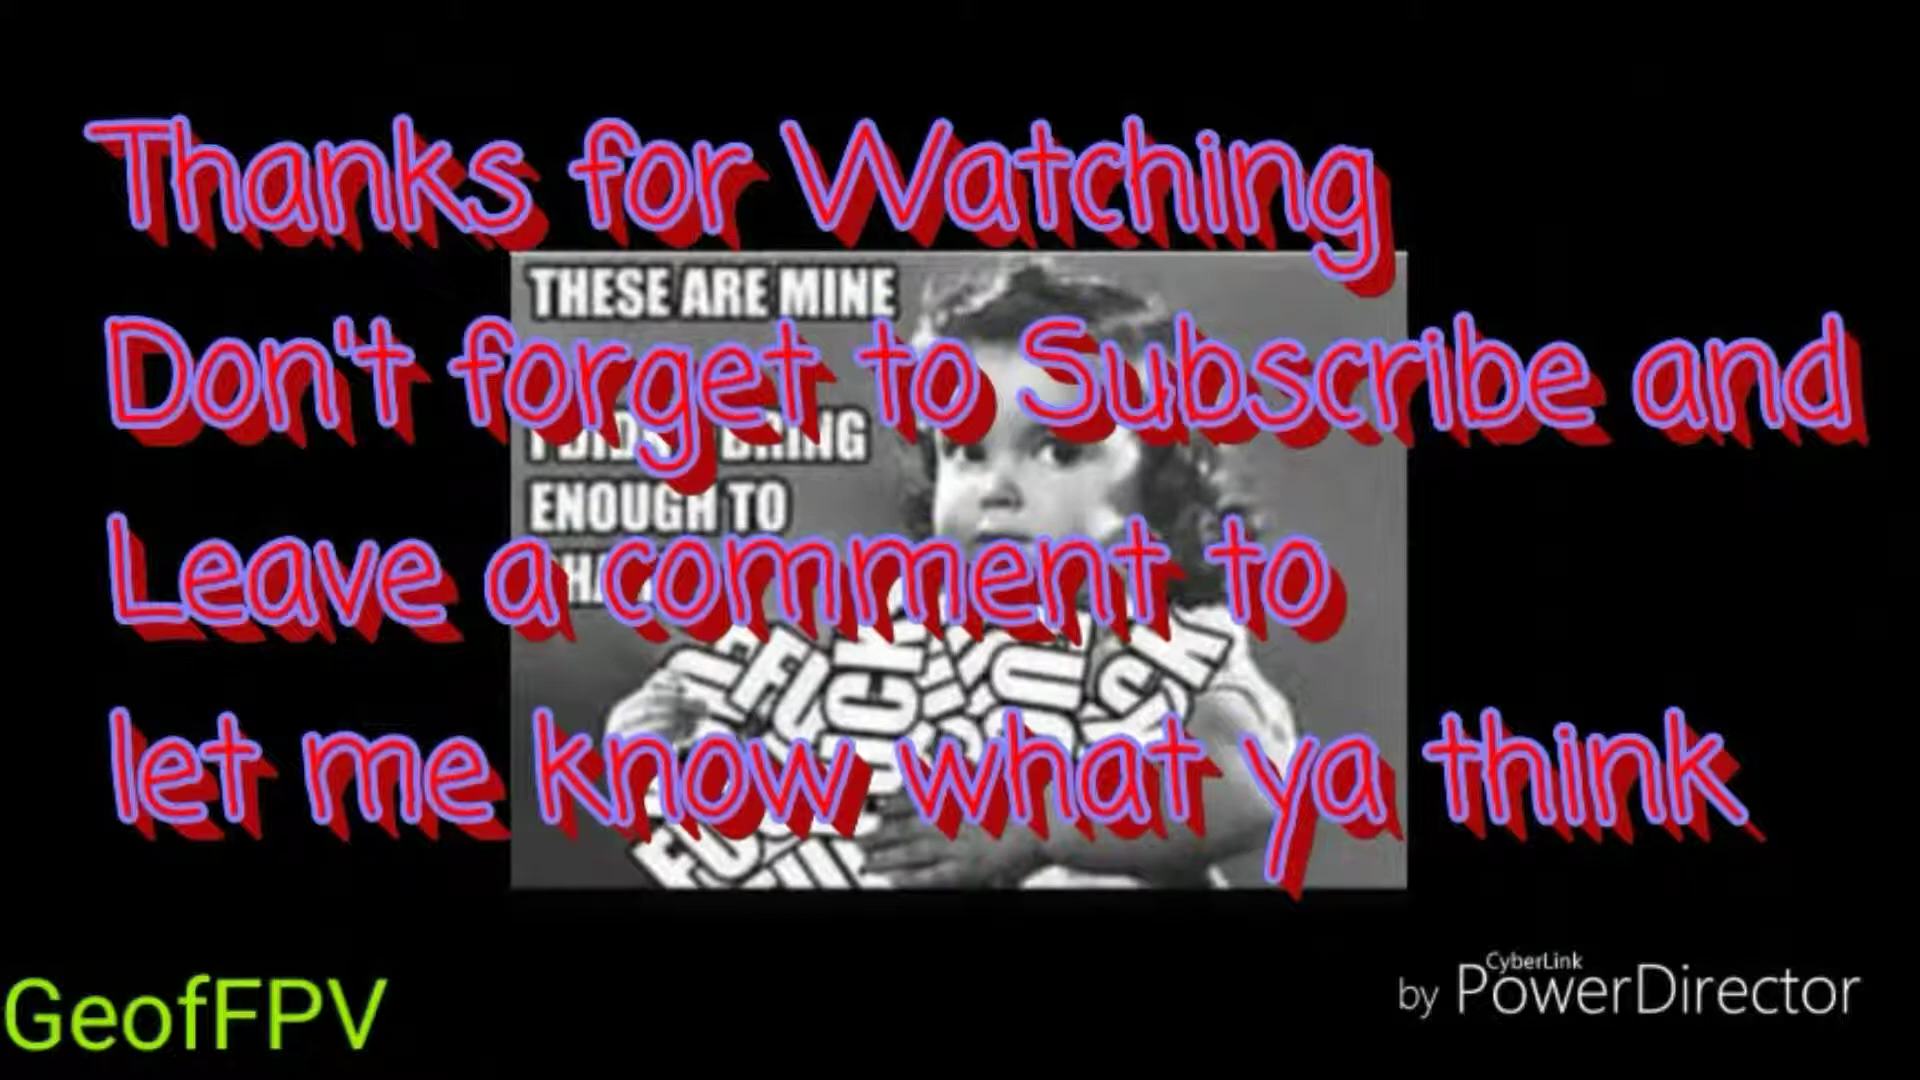 Thanks for Watching
THESE ARE MINE
Don't forget to Subscribe and
ENOUGH TO
Leave a comment to
let me know what ya think
GeofFPV
CyberLink
by PowerDirector